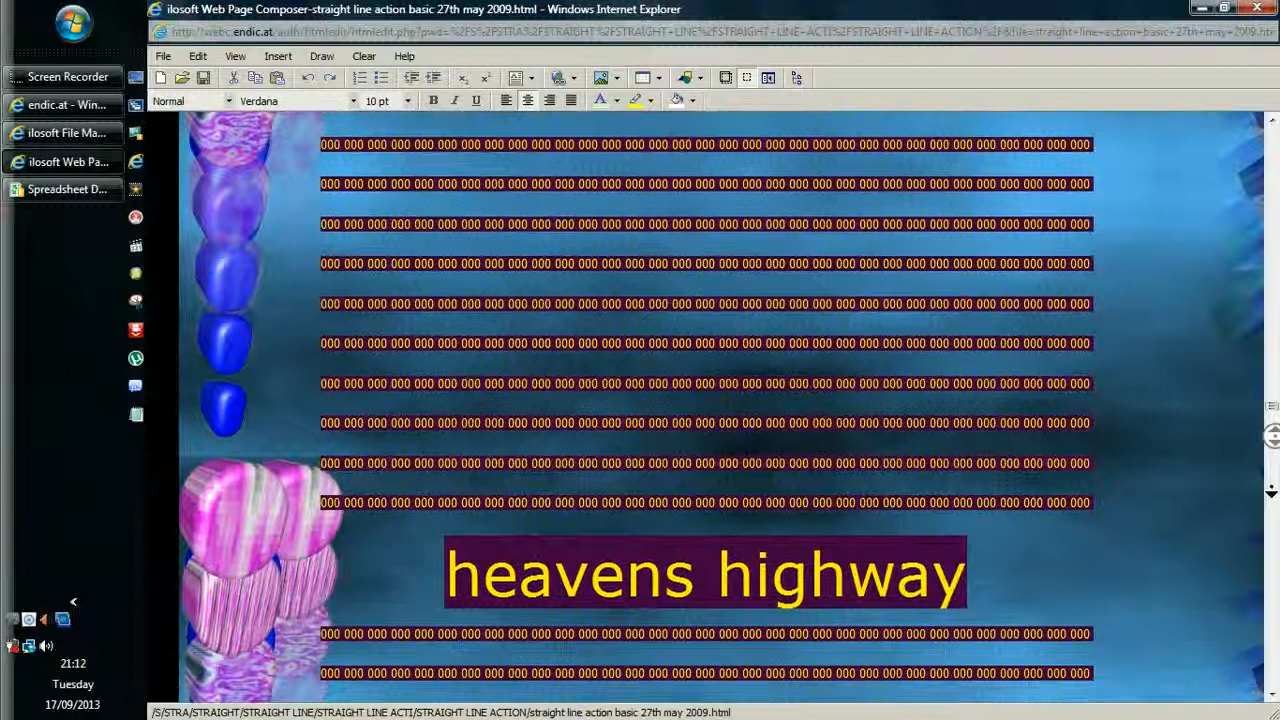 ilosoft Web Page Composer-straight line action basic 27th may 2009.html - Windows Internet Explorer
File Edit View Insert Draw Clear Help
Normal Verdana 10 pt B I U
Screen Recorder
endic.at - Win...
ilosoft File Ma...
ilosoft Web Pa...
Spreadsheet D...
000 000 000 000 000 000 000 000 000 000 000 000 000 000 000 000 000 000 000 000 000 000 000 000 000 000 000 000 000 000 000 000 000
000 000 000 000 000 000 000 000 000 000 000 000 000 000 000 000 000 000 000 000 000 000 000 000 000 000 000 000 000 000 000 000 000
000 000 000 000 000 000 000 000 000 000 000 000 000 000 000 000 000 000 000 000 000 000 000 000 000 000 000 000 000 000 000 000 000
000 000 000 000 000 000 000 000 000 000 000 000 000 000 000 000 000 000 000 000 000 000 000 000 000 000 000 000 000 000 000 000 000
000 000 000 000 000 000 000 000 000 000 000 000 000 000 000 000 000 000 000 000 000 000 000 000 000 000 000 000 000 000 000 000 000
000 000 000 000 000 000 000 000 000 000 000 000 000 000 000 000 000 000 000 000 000 000 000 000 000 000 000 000 000 000 000 000 000
000 000 000 000 000 000 000 000 000 000 000 000 000 000 000 000 000 000 000 000 000 000 000 000 000 000 000 000 000 000 000 000 000
000 000 000 000 000 000 000 000 000 000 000 000 000 000 000 000 000 000 000 000 000 000 000 000 000 000 000 000 000 000 000 000 000
000 000 000 000 000 000 000 000 000 000 000 000 000 000 000 000 000 000 000 000 000 000 000 000 000 000 000 000 000 000 000 000 000
000 000 000 000 000 000 000 000 000 000 000 000 000 000 000 000 000 000 000 000 000 000 000 000 000 000 000 000 000 000 000 000 000
heavens highway
000 000 000 000 000 000 000 000 000 000 000 000 000 000 000 000 000 000 000 000 000 000 000 000 000 000 000 000 000 000 000 000 000
000 000 000 000 000 000 000 000 000 000 000 000 000 000 000 000 000 000 000 000 000 000 000 000 000 000 000 000 000 000 000 000 000
21:12
Tuesday
17/09/2013
/S/STRA/STRAIGHT/STRAIGHT LINE/STRAIGHT LINE ACTI/STRAIGHT LINE ACTION/straight line action basic 27th may 2009.html